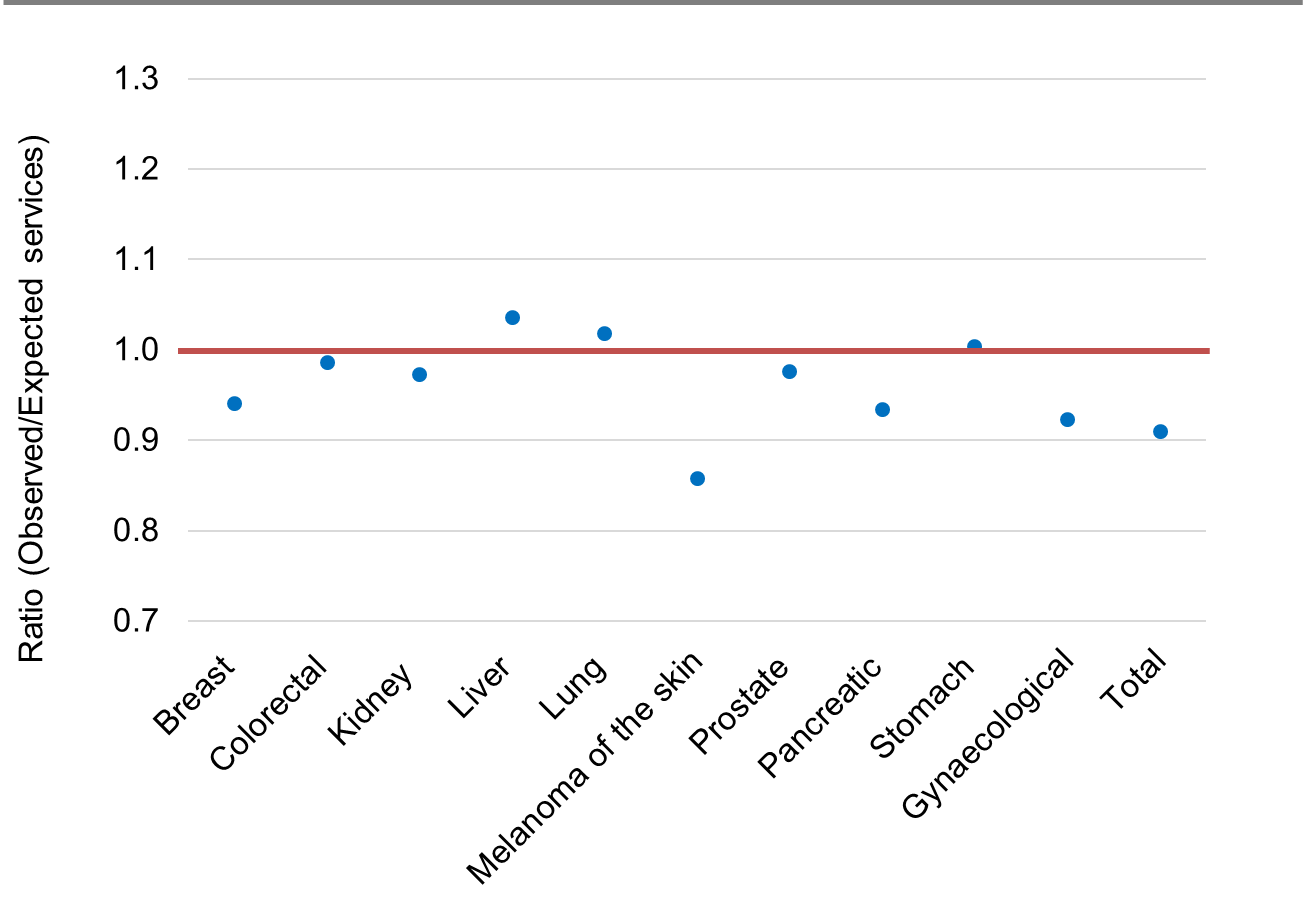 Ratio (Observed/Expected services)
1.3
1.2
1.1
1.0
0.9
0.8
0.7
Breast
Colorectal
Kidney
Liver
Lung
Melanoma of the skin
Prostate
Pancreatic
Stomach
Gynaecological
Total